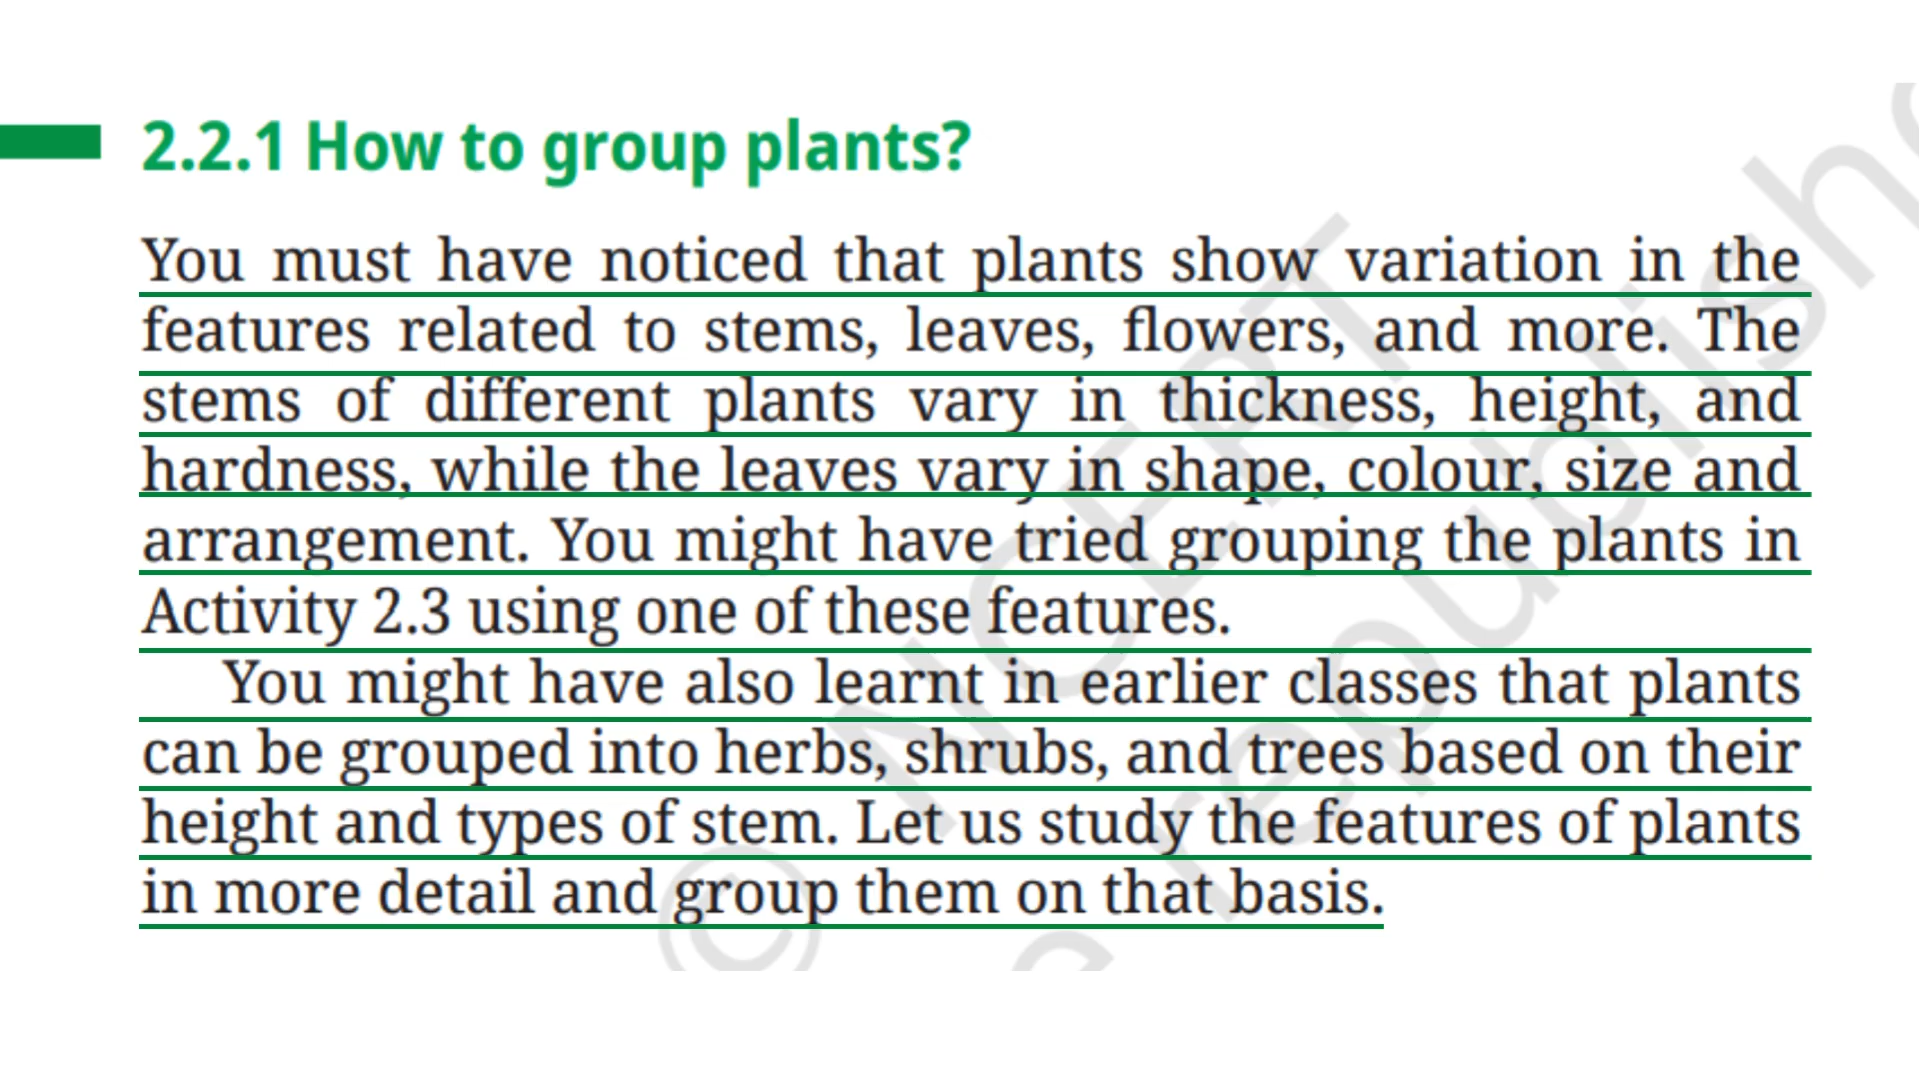 2.2.1 How to group plants?
You must have noticed that plants show variation in the
features related to stems, leaves, flowers, and more. The
stems of different plants vary in thickness, height, and
hardness, while the leaves vary in shape, colour, size and
arrangement. You might have tried grouping the plants in
Activity 2.3 using one of these features.
You might have also learnt in earlier classes that plants
can be grouped into herbs, shrubs, and trees based on their
height and types of stem. Let us study the features of plants
in more detail and group them on that basis.
© NCERT
republishe